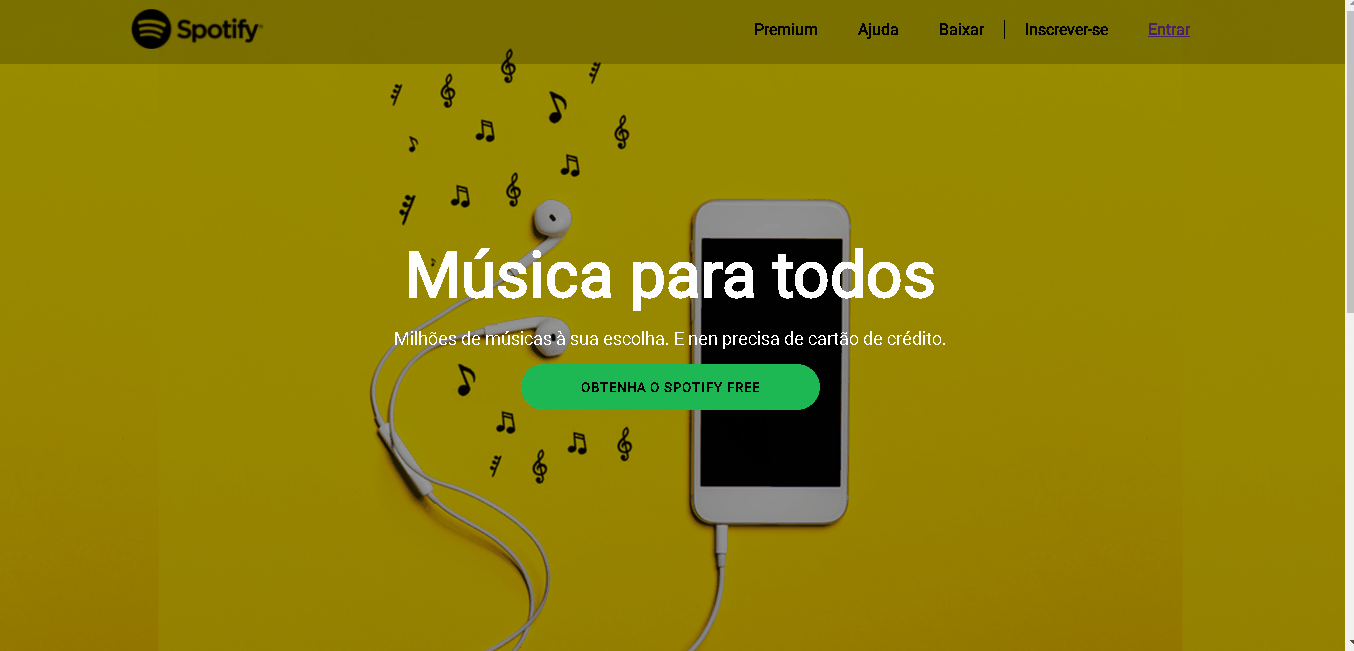 Spotify
Premium Ajuda Baixar Inscrever-se Entrar
Música para todos
Milhões de músicas à sua escolha. E nen precisa de cartão de crédito.
OBTENHA O SPOTIFY FREE